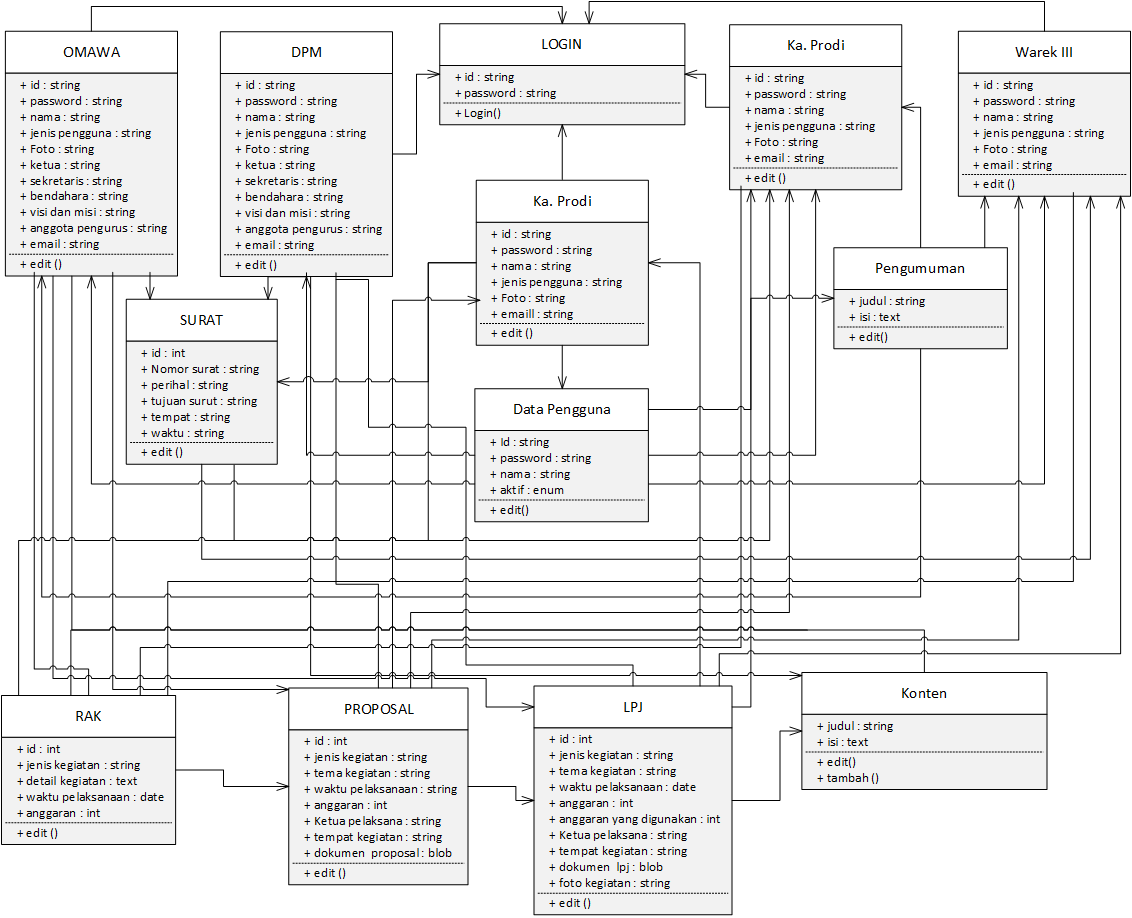 OMAWA
+ id : string
+ password : string
+ nama : string
+ jenis pengguna : string
+ Foto : string
+ ketua : string
+ sekretaris : string
+ bendahara : string
+ visi dan misi : string
+ anggota pengurus : string
+ email : string
+ edit ()
DPM
+ id : string
+ password : string
+ nama : string
+ jenis pengguna : string
+ Foto : string
+ ketua : string
+ sekretaris : string
+ bendahara : string
+ visi dan misi : string
+ anggota pengurus : string
+ email : string
+ edit ()
LOGIN
+ id : string
+ password : string
+ Login()
Ka. Prodi
+ id : string
+ password : string
+ nama : string
+ jenis pengguna : string
+ Foto : string
+ email : string
+ edit ()
Warek III
+ id : string
+ password : string
+ nama : string
+ jenis pengguna : string
+ Foto : string
+ email : string
+ edit ()
Ka. Prodi
+ id : string
+ password : string
+ nama : string
+ jenis pengguna : string
+ Foto : string
+ emaill : string
+ edit ()
Pengumuman
+ judul : string
+ isi : text
+ edit()
SURAT
+ id : int
+ Nomor surat : string
+ perihal : string
+ tujuan surut : string
+ tempat : string
+ waktu : string
+ edit ()
Data Pengguna
+ Id : string
+ password : string
+ nama : string
+ aktif : enum
+ edit()
RAK
+ id : int
+ jenis kegiatan : string
+ detail kegiatan : text
+ waktu pelaksanaan : date
+ anggaran : int
+ edit ()
PROPOSAL
+ id : int
+ jenis kegiatan : string
+ tema kegiatan : string
+ waktu pelaksanaan : string
+ anggaran : int
+ Ketua pelaksana : string
+ tempat kegiatan : string
+ dokumen proposal : blob
+ edit ()
LPJ
+ id : int
+ jenis kegiatan : string
+ tema kegiatan : string
+ waktu pelaksanaan : date
+ anggaran : int
+ anggaran yang digunakan : int
+ Ketua pelaksana : string
+ tempat kegiatan : string
+ dokumen lpj : blob
+ foto kegiatan : string
+ edit ()
Konten
+ judul : string
+ isi : text
+ edit()
+ tambah ()